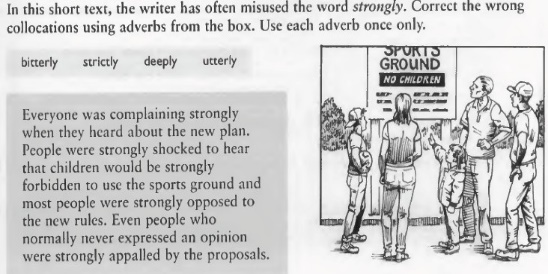 In this short text, the writer has often misused the word strongly. Correct the wrong
collocations using adverbs from the box. Use each adverb once only.
bitterly strictly deeply utterly
Everyone was complaining strongly
when they heard about the new plan.
People were strongly shocked to hear
that children would be strongly
forbidden to use the sports ground and
most people were strongly opposed to
the new rules. Even people who
normally never expressed an opinion
were strongly appalled by the proposals.
SPORTS
GROUND
NO CHILDREN